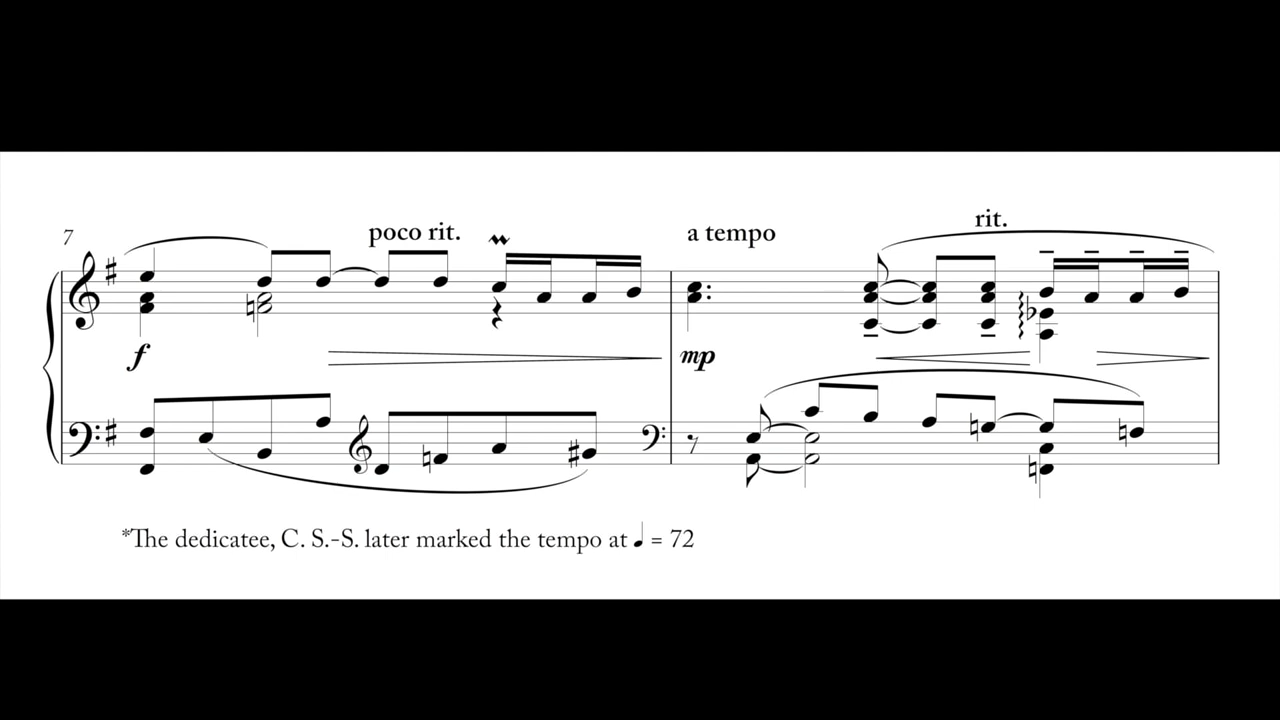 7
poco rit.
a tempo
rit.
f
mp
*The dedicatee, C. S.-S. later marked the tempo at ♩ = 72